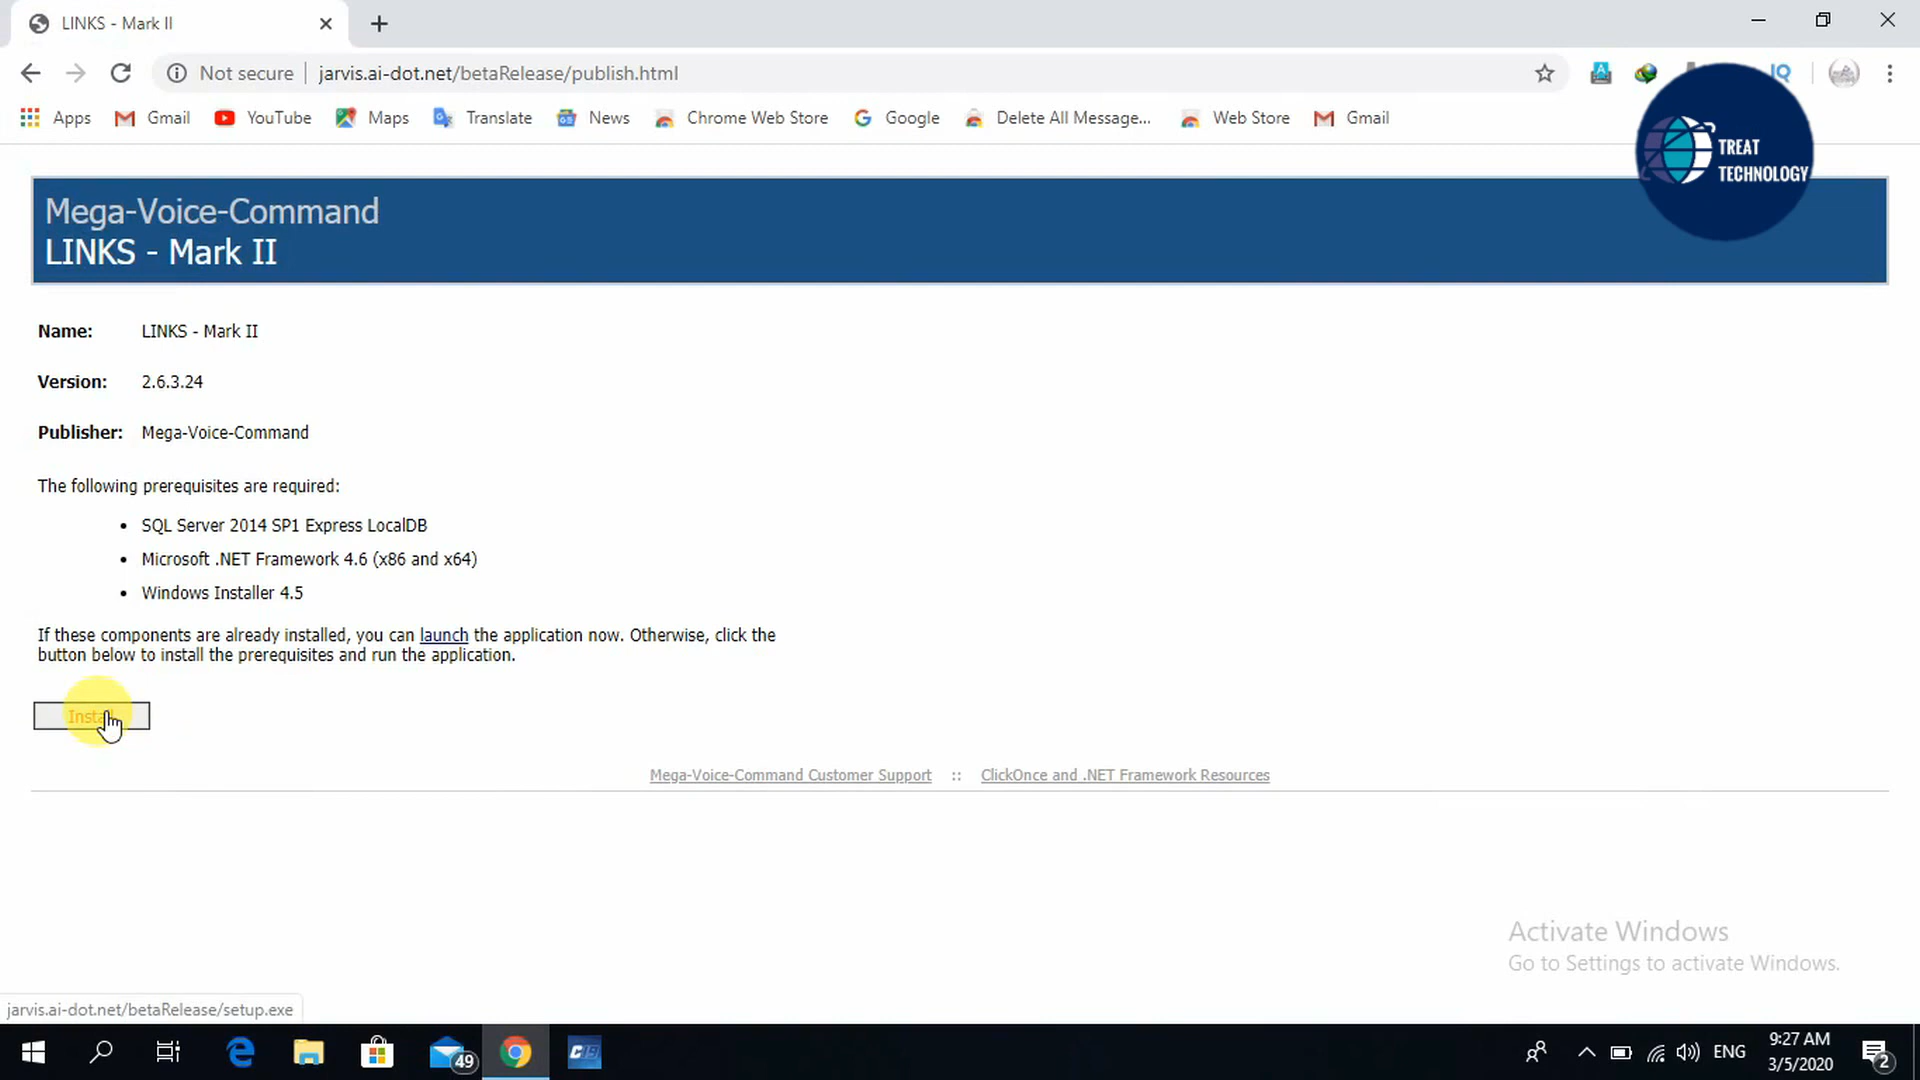 LINKS - Mark II
Not secure
jarvis.ai-dot.net/betaRelease/publish.html
IQ
Apps
Gmail
YouTube
Maps
Translate
News
Chrome Web Store
Google
Delete All Message...
Web Store
Gmail
TREAT
TECHNOLOGY
Mega-Voice-Command
LINKS - Mark II
Name: LINKS - Mark II
Version: 2.6.3.24
Publisher: Mega-Voice-Command
The following prerequisites are required:
• SQL Server 2014 SP1 Express LocalDB
• Microsoft .NET Framework 4.6 (x86 and x64)
• Windows Installer 4.5
If these components are already installed, you can launch the application now. Otherwise, click the
button below to install the prerequisites and run the application.
Install
Mega-Voice-Command Customer Support :: ClickOnce and .NET Framework Resources
Activate Windows
Go to Settings to activate Windows.
jarvis.ai-dot.net/betaRelease/setup.exe
49
ENG
9:27 AM
3/5/2020
2